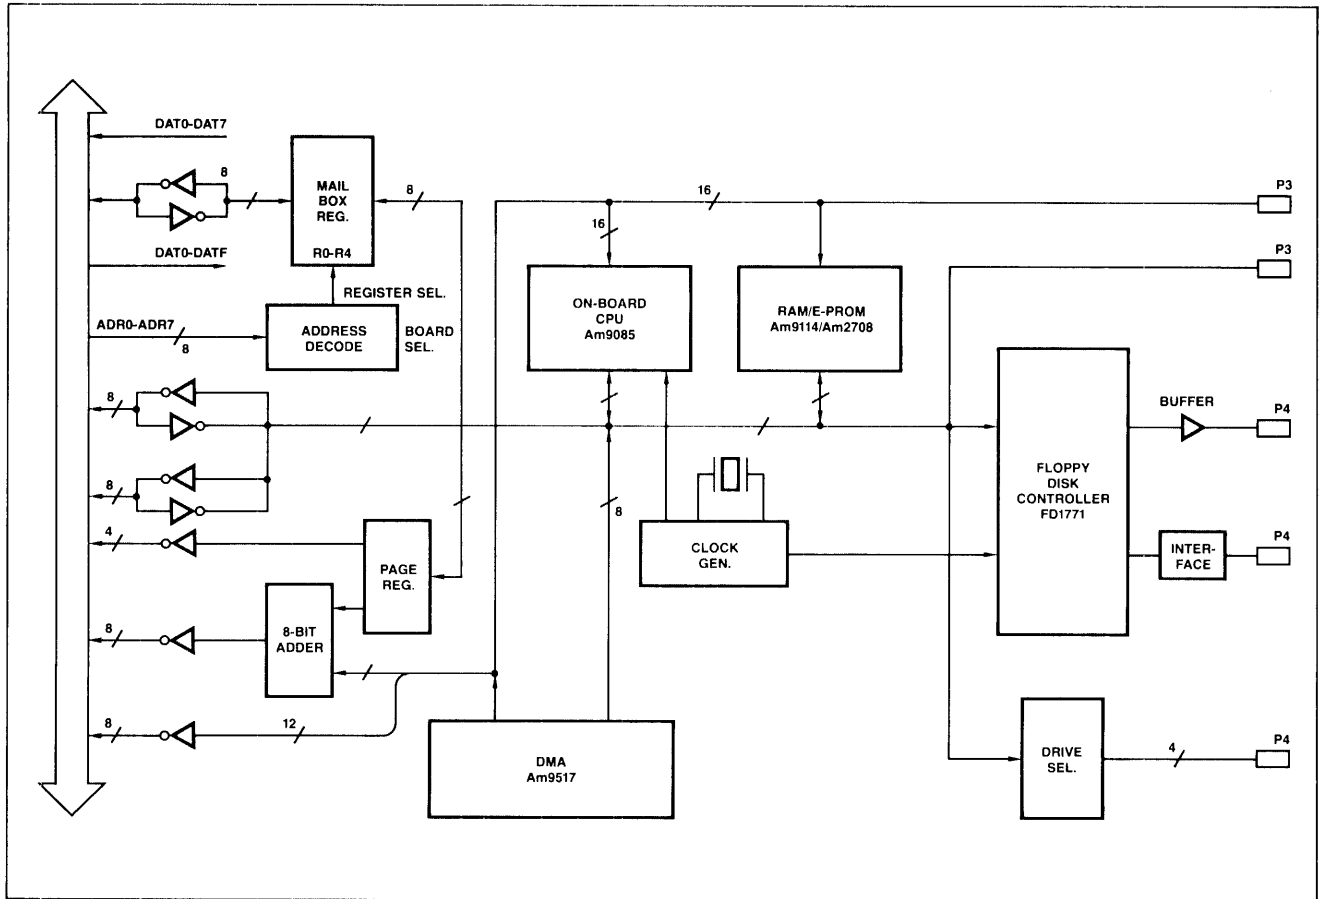 DAT0-DAT7
8
MAIL
BOX
REG.
R0-R4
8
DAT0-DATF
REGISTER SEL.
ADR0-ADR7
8
ADDRESS
DECODE
BOARD
SEL.
16
16
P3
P3
ON-BOARD
CPU
Am9085
RAM/E-PROM
Am9114/Am2708
8
8
4
8
8
12
PAGE
REG.
8-BIT
ADDER
8
CLOCK
GEN.
DMA
Am9517
FLOPPY
DISK
CONTROLLER
FD1771
BUFFER
P4
INTER-
FACE
P4
DRIVE
SEL.
4
P4